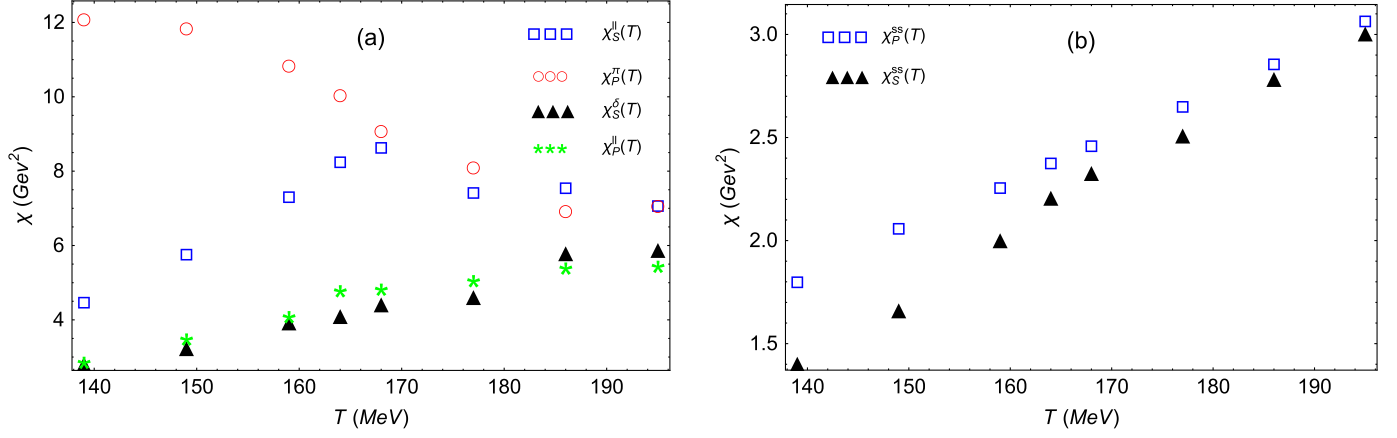 (a)
χ_S^ll(T)
χ_P^π(T)
χ_S^δ(T)
χ_P^ll(T)
12
10
8
6
4
χ (Gev²)
140 150 160 170 180 190
T (MeV)
(b)
χ_P^ss(T)
χ_S^ss(T)
3.0
2.5
2.0
1.5
χ (Gev²)
140 150 160 170 180 190
T (MeV)